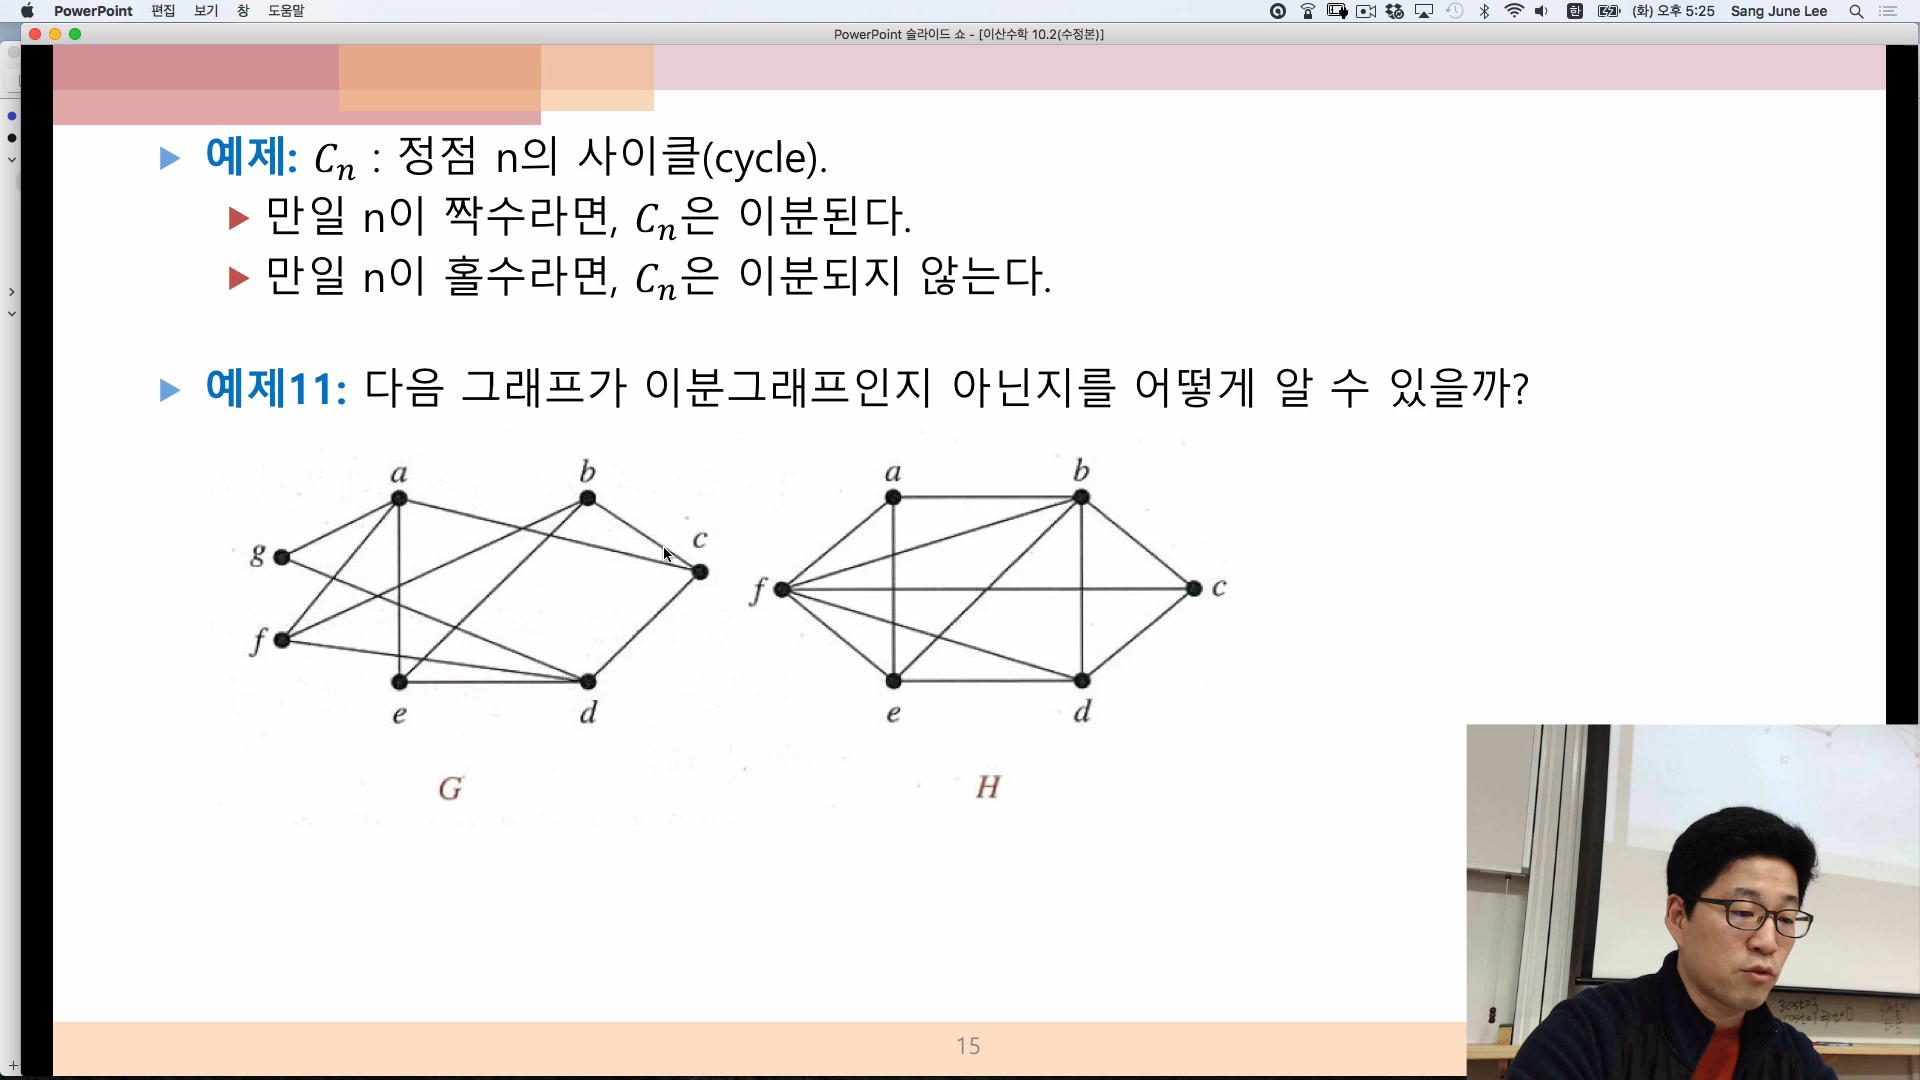 PowerPoint 편집 보기 창 도움말 (화) 오후 5:25 Sang June Lee
PowerPoint 슬라이드 쇼 - [이산수학 10.2(수정본)]
예제: Cₙ : 정점 n의 사이클(cycle).
만일 n이 짝수라면, Cₙ은 이분된다.
만일 n이 홀수라면, Cₙ은 이분되지 않는다.
예제11: 다음 그래프가 이분그래프인지 아닌지를 어떻게 알 수 있을까?
a b c g f e d
G
a b f c e d
H
15